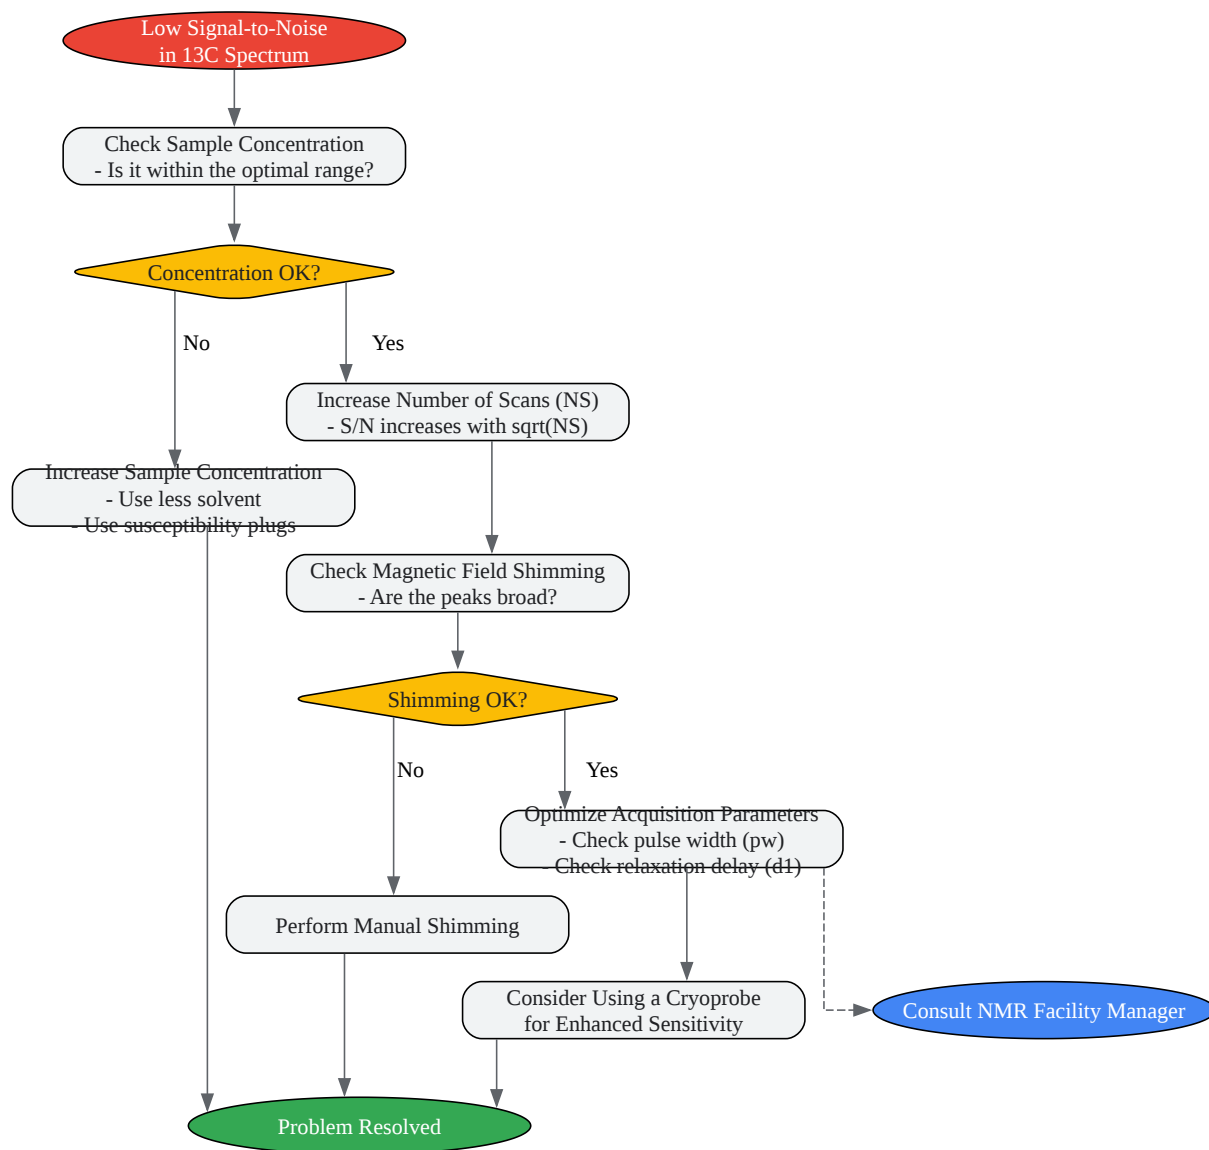 Low Signal-to-Noise
in 13C Spectrum
Check Sample Concentration
- Is it within the optimal range?
Concentration OK?
No
Yes
Increase Number of Scans (NS)
- S/N increases with sqrt(NS)
Increase Sample Concentration
- Use less solvent
- Use susceptibility plugs
Check Magnetic Field Shimming
- Are the peaks broad?
Shimming OK?
No
Yes
Optimize Acquisition Parameters
- Check pulse width (pw)
- Check relaxation delay (d1)
Perform Manual Shimming
Consider Using a Cryoprobe
for Enhanced Sensitivity
Consult NMR Facility Manager
Problem Resolved